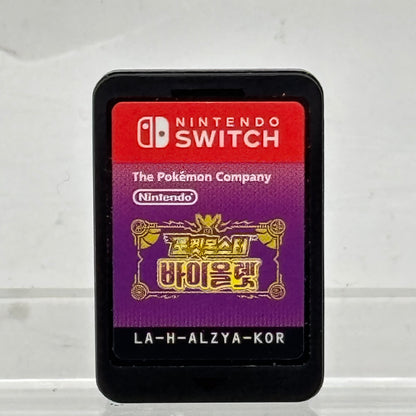 NINTENDO
SWITCH
The Pokémon Company
Nintendo
포켓몬스터
바이올렛
LA-H-ALZYA-KOR